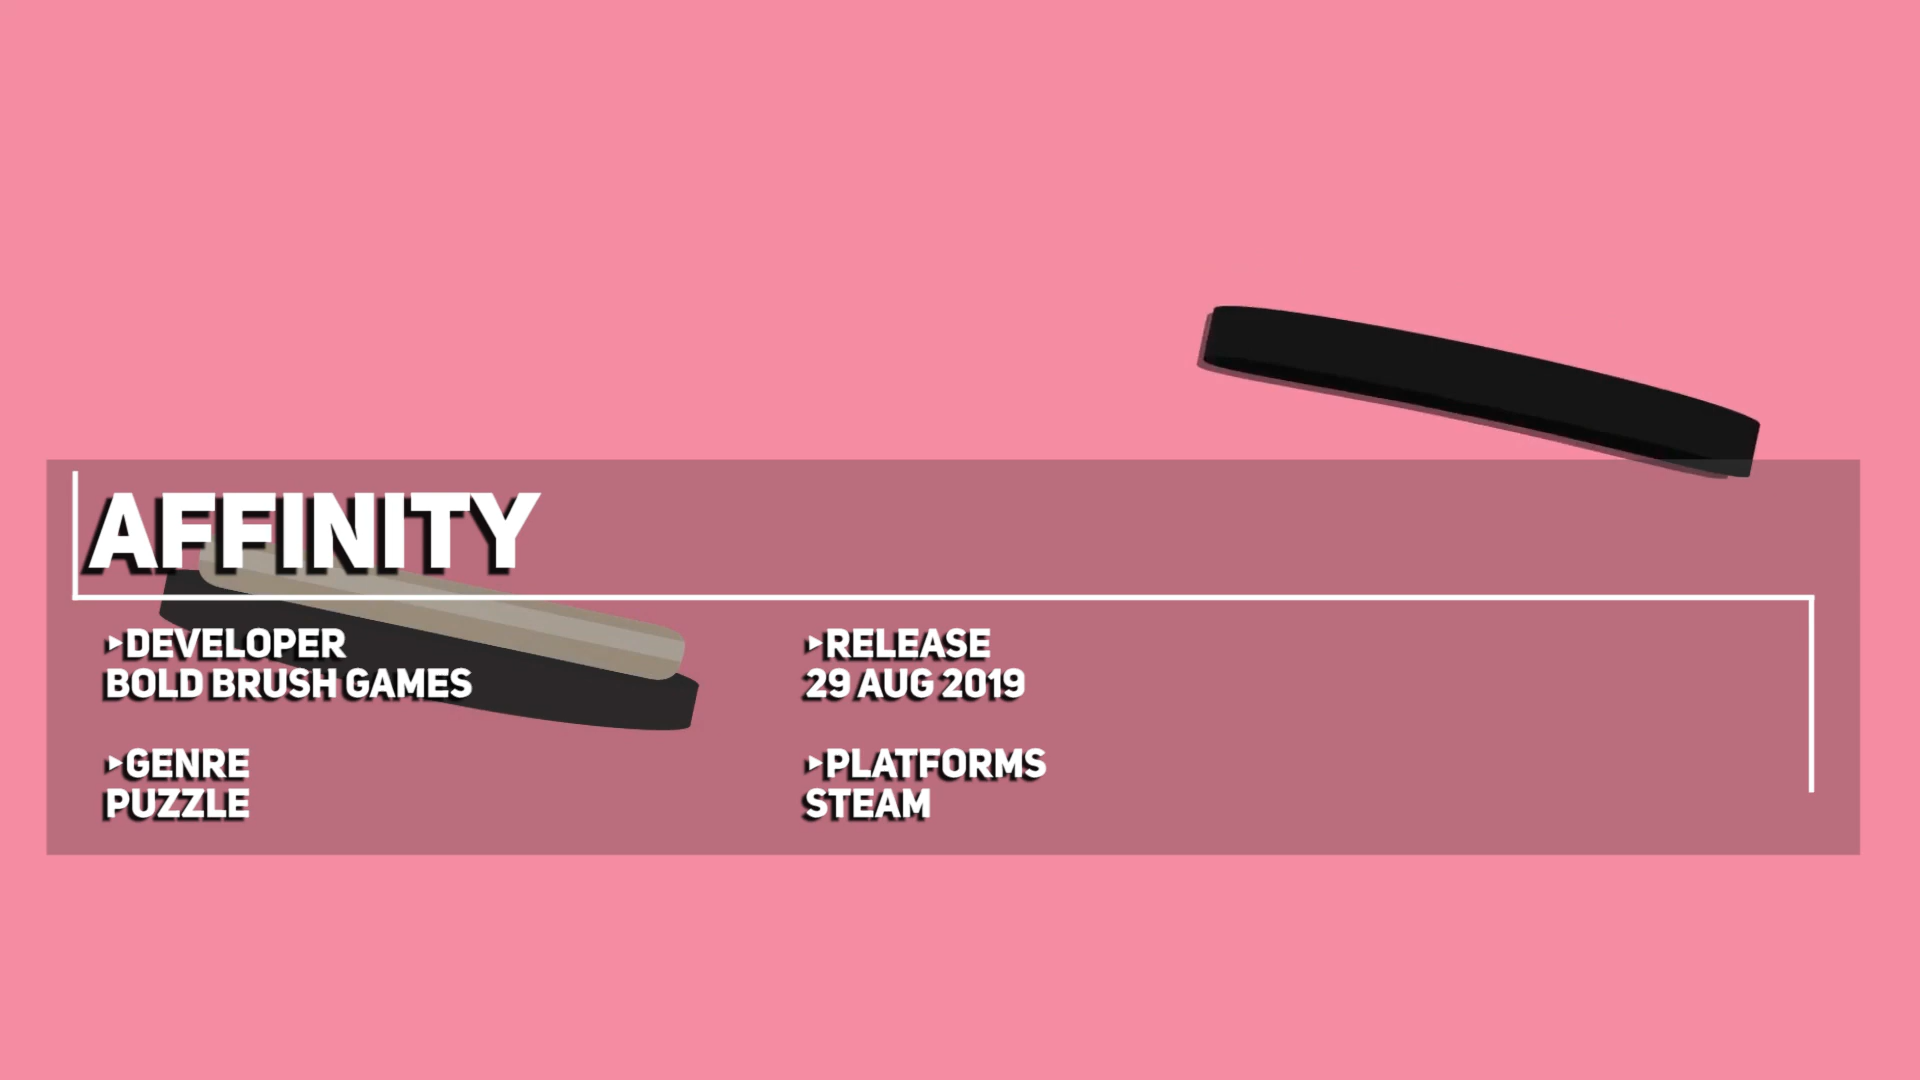 AFFINITY
▸DEVELOPER
BOLD BRUSH GAMES
▸GENRE
PUZZLE
▸RELEASE
29 AUG 2019
▸PLATFORMS
STEAM